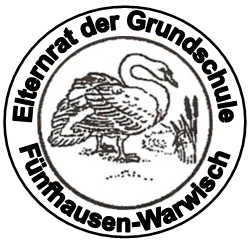 Elternrat der Grundschule
Fünfhausen-Warwisch